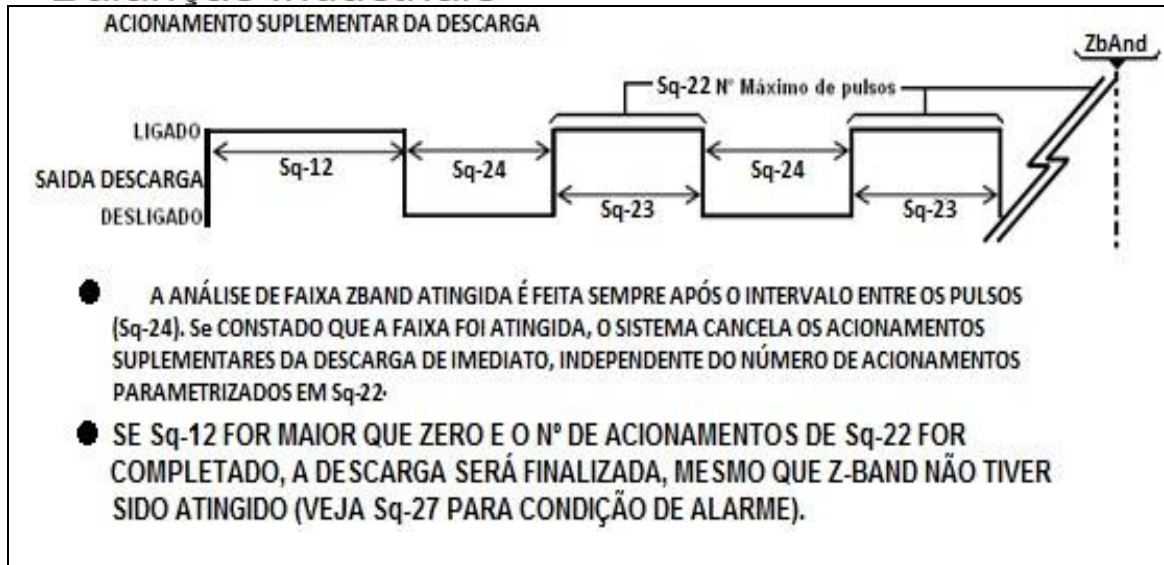 ACIONAMENTO SUPLEMENTAR DA DESCARGA
ZbAnd
Sq-22 N° Máximo de pulsos
LIGADO
Sq-12
Sq-24
Sq-24
SAIDA DESCARGA
Sq-23
Sq-23
DESLIGADO
● A ANÁLISE DE FAIXA ZBAND ATINGIDA É FEITA SEMPRE APÓS O INTERVALO ENTRE OS PULSOS
(Sq-24). Se CONSTADO QUE A FAIXA FOI ATINGIDA, O SISTEMA CANCELA OS ACIONAMENTOS
SUPLEMENTARES DA DESCARGA DE IMEDIATO, INDEPENDENTE DO NÚMERO DE ACIONAMENTOS
PARAMETRIZADOS EM Sq-22.
● SE Sq-12 FOR MAIOR QUE ZERO E O Nº DE ACIONAMENTOS DE Sq-22 FOR
COMPLETADO, A DESCARGA SERÁ FINALIZADA, MESMO QUE Z-BAND NÃO TIVER
SIDO ATINGIDO (VEJA Sq-27 PARA CONDIÇÃO DE ALARME).